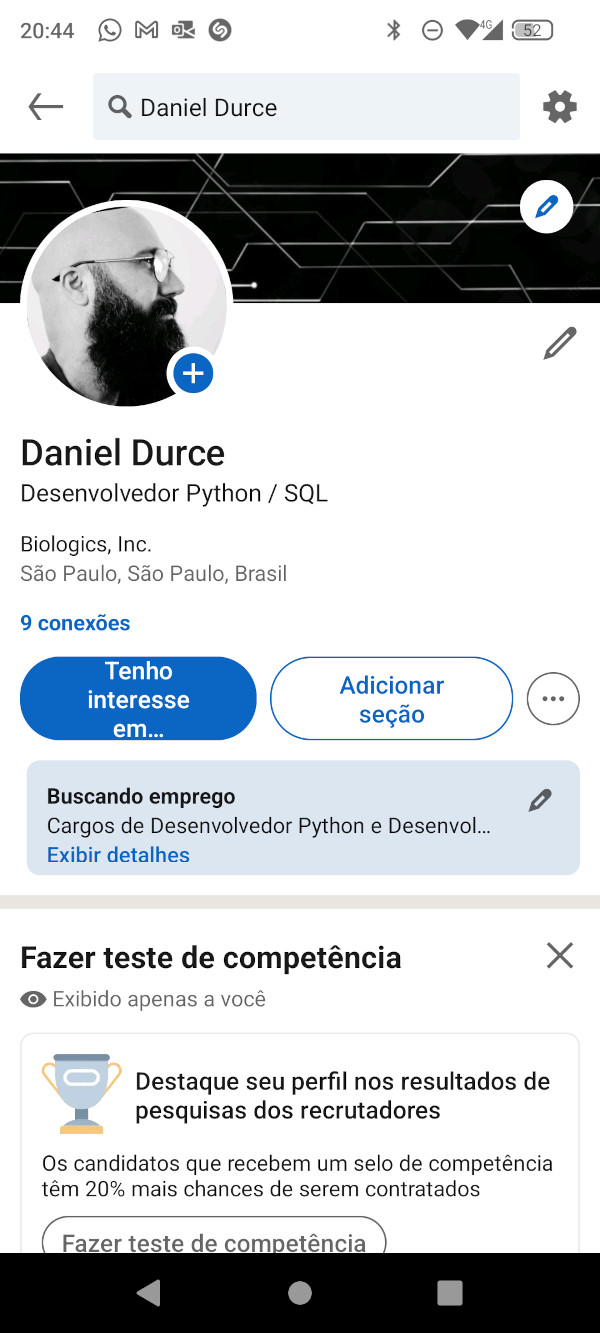 20:44
4G
52
Daniel Durce
Daniel Durce
Desenvolvedor Python / SQL
Biologics, Inc.
São Paulo, São Paulo, Brasil
9 conexões
Tenho
interesse
em...
Adicionar
seção
Buscando emprego
Cargos de Desenvolvedor Python e Desenvol...
Exibir detalhes
Fazer teste de competência
Exibido apenas a você
Destaque seu perfil nos resultados de
pesquisas dos recrutadores
Os candidatos que recebem um selo de competência
têm 20% mais chances de serem contratados
Fazer teste de competência